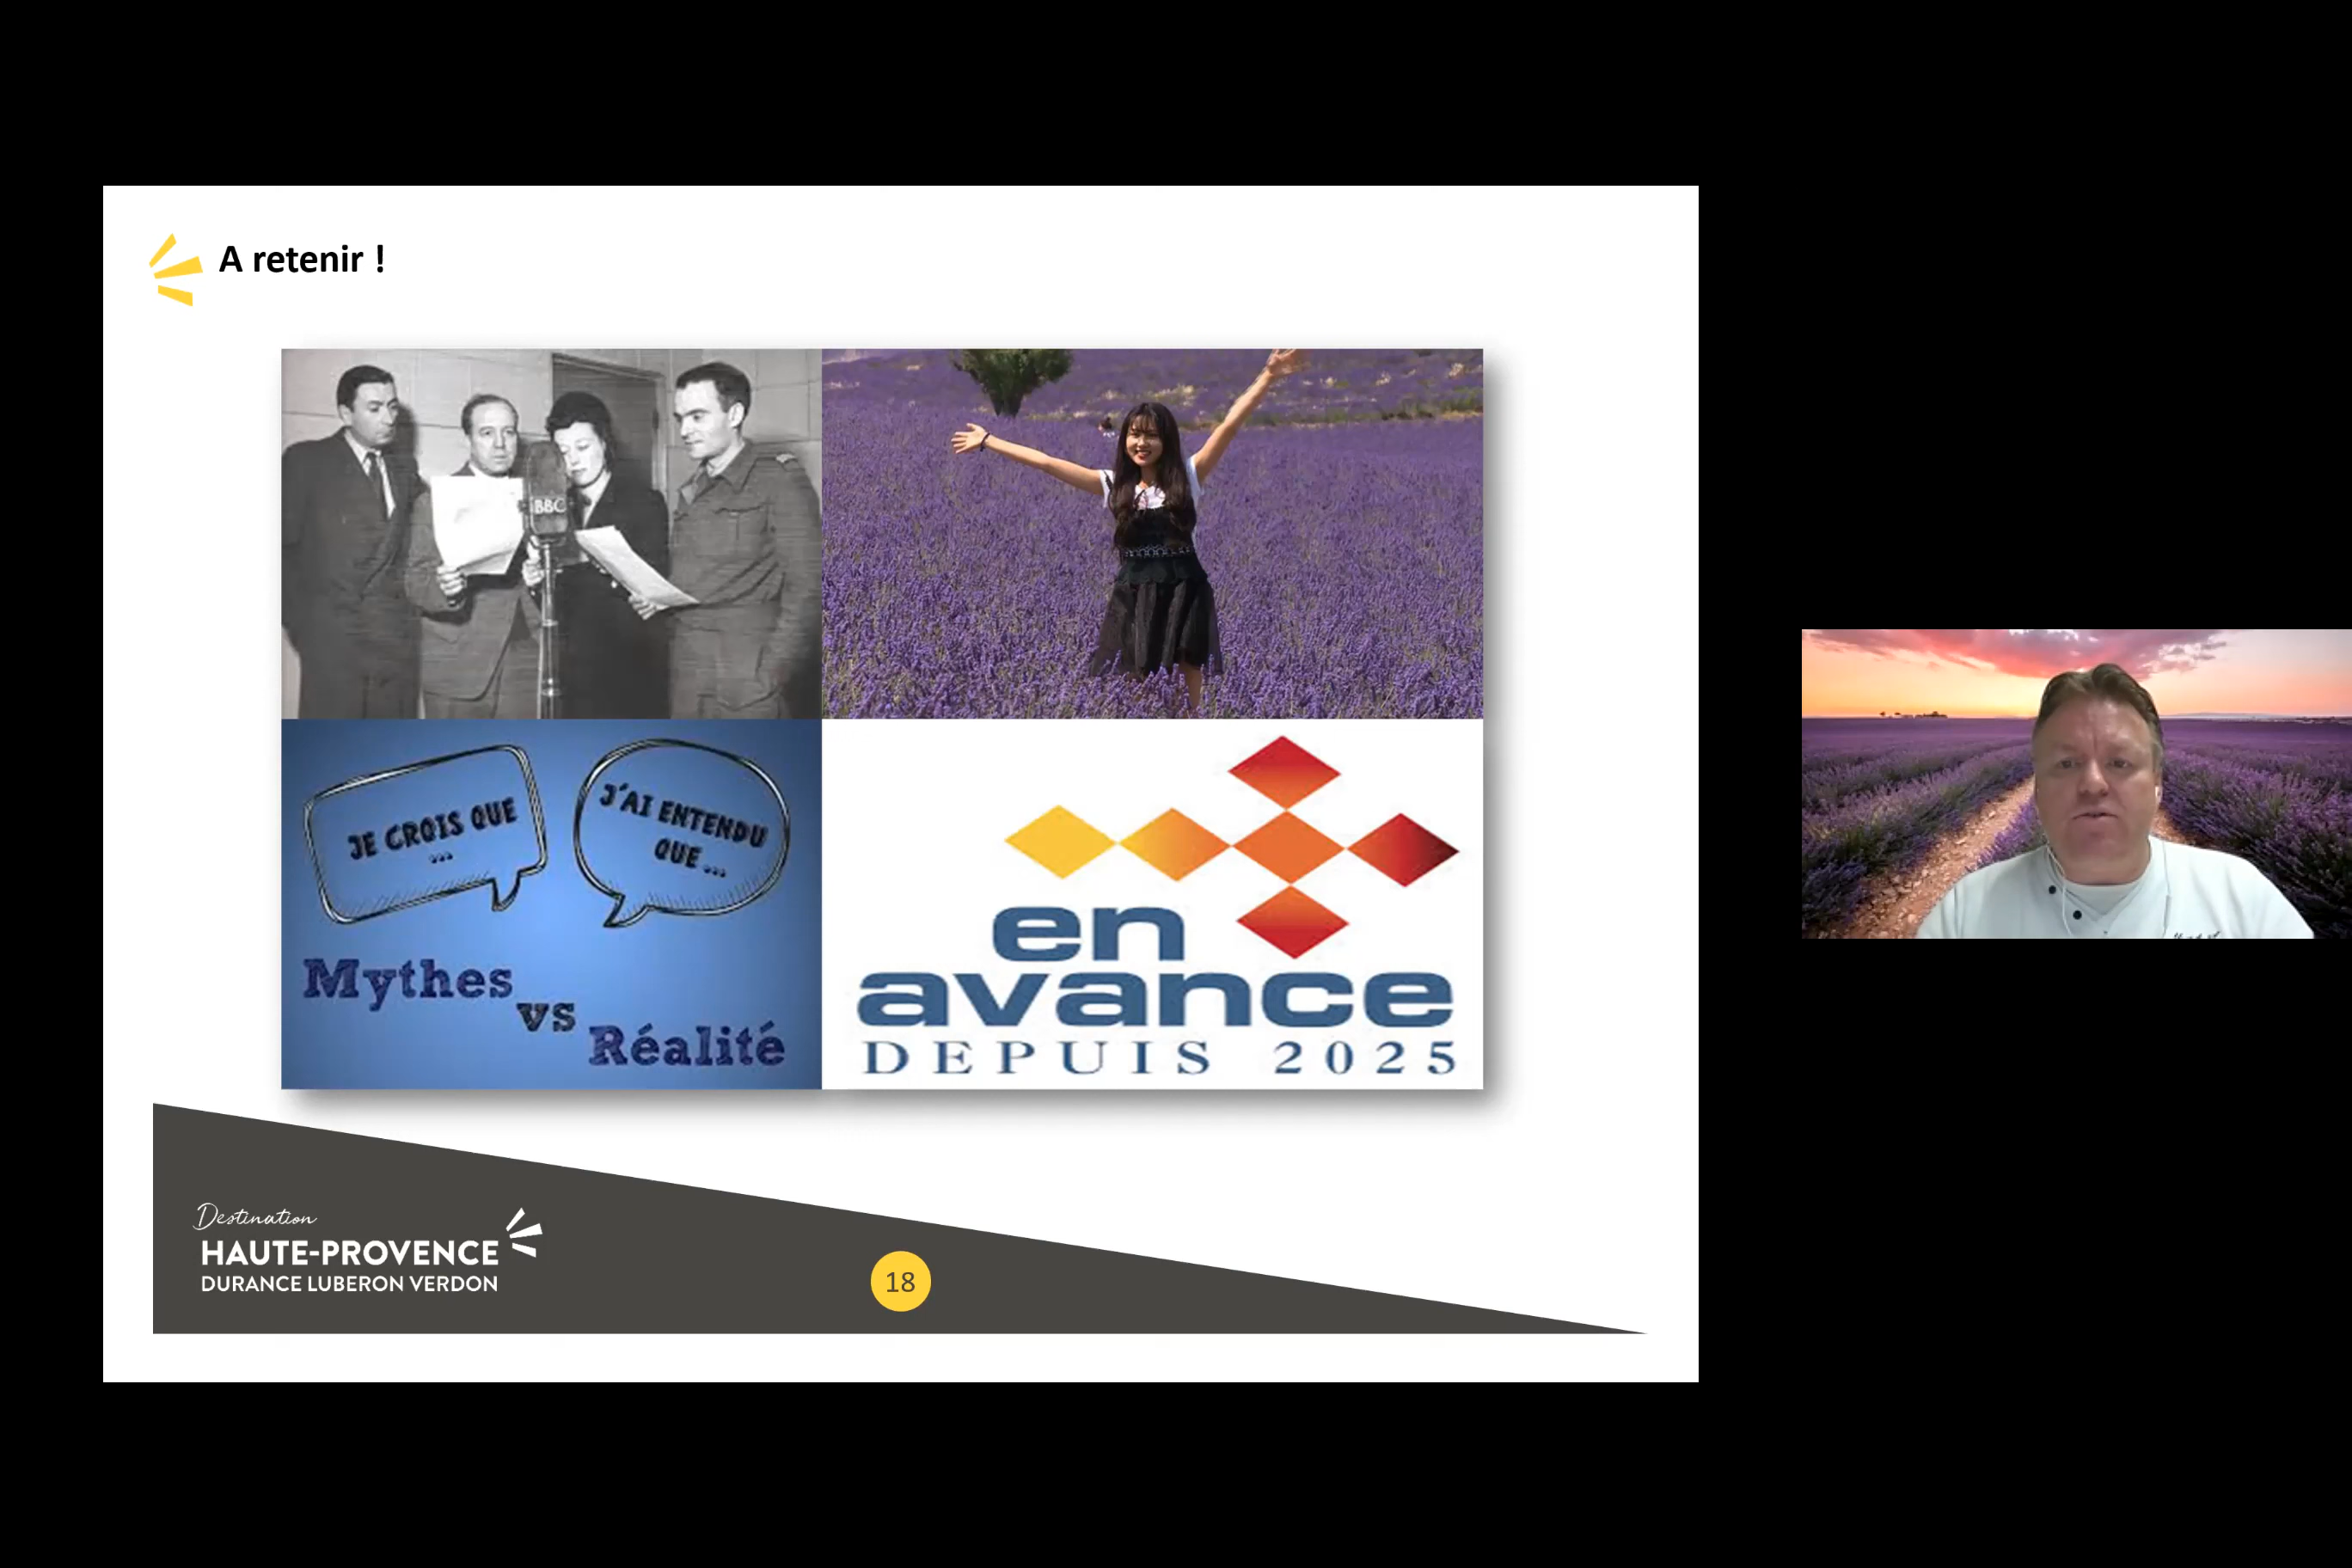 A retenir !
BBC
JE CROIS QUE
...
J'AI ENTENDU
QUE...
Mythes
vs
Réalité
en
avance
DEPUIS 2025
Destination
HAUTE-PROVENCE
DURANCE LUBERON VERDON
18